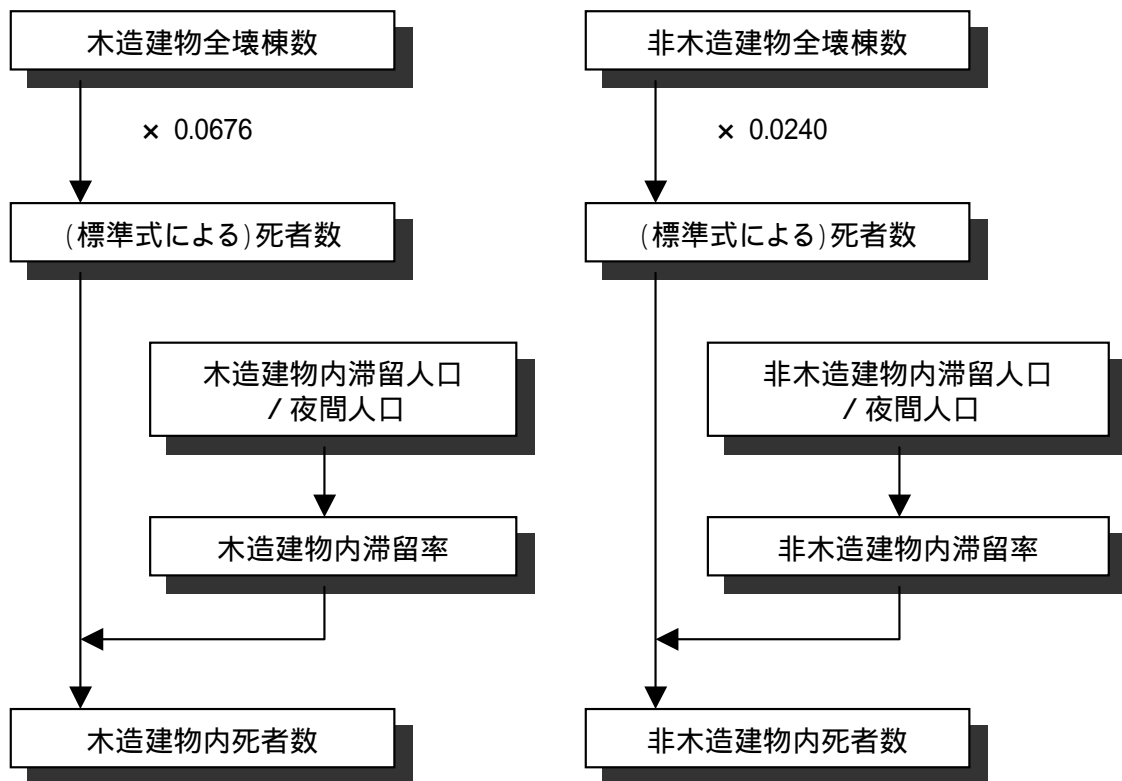 木造建物全壊棟数
× 0.0676
(標準式による)死者数
木造建物内滞留人口
/ 夜間人口
木造建物内滞留率
木造建物内死者数
非木造建物全壊棟数
× 0.0240
(標準式による)死者数
非木造建物内滞留人口
/ 夜間人口
非木造建物内滞留率
非木造建物内死者数